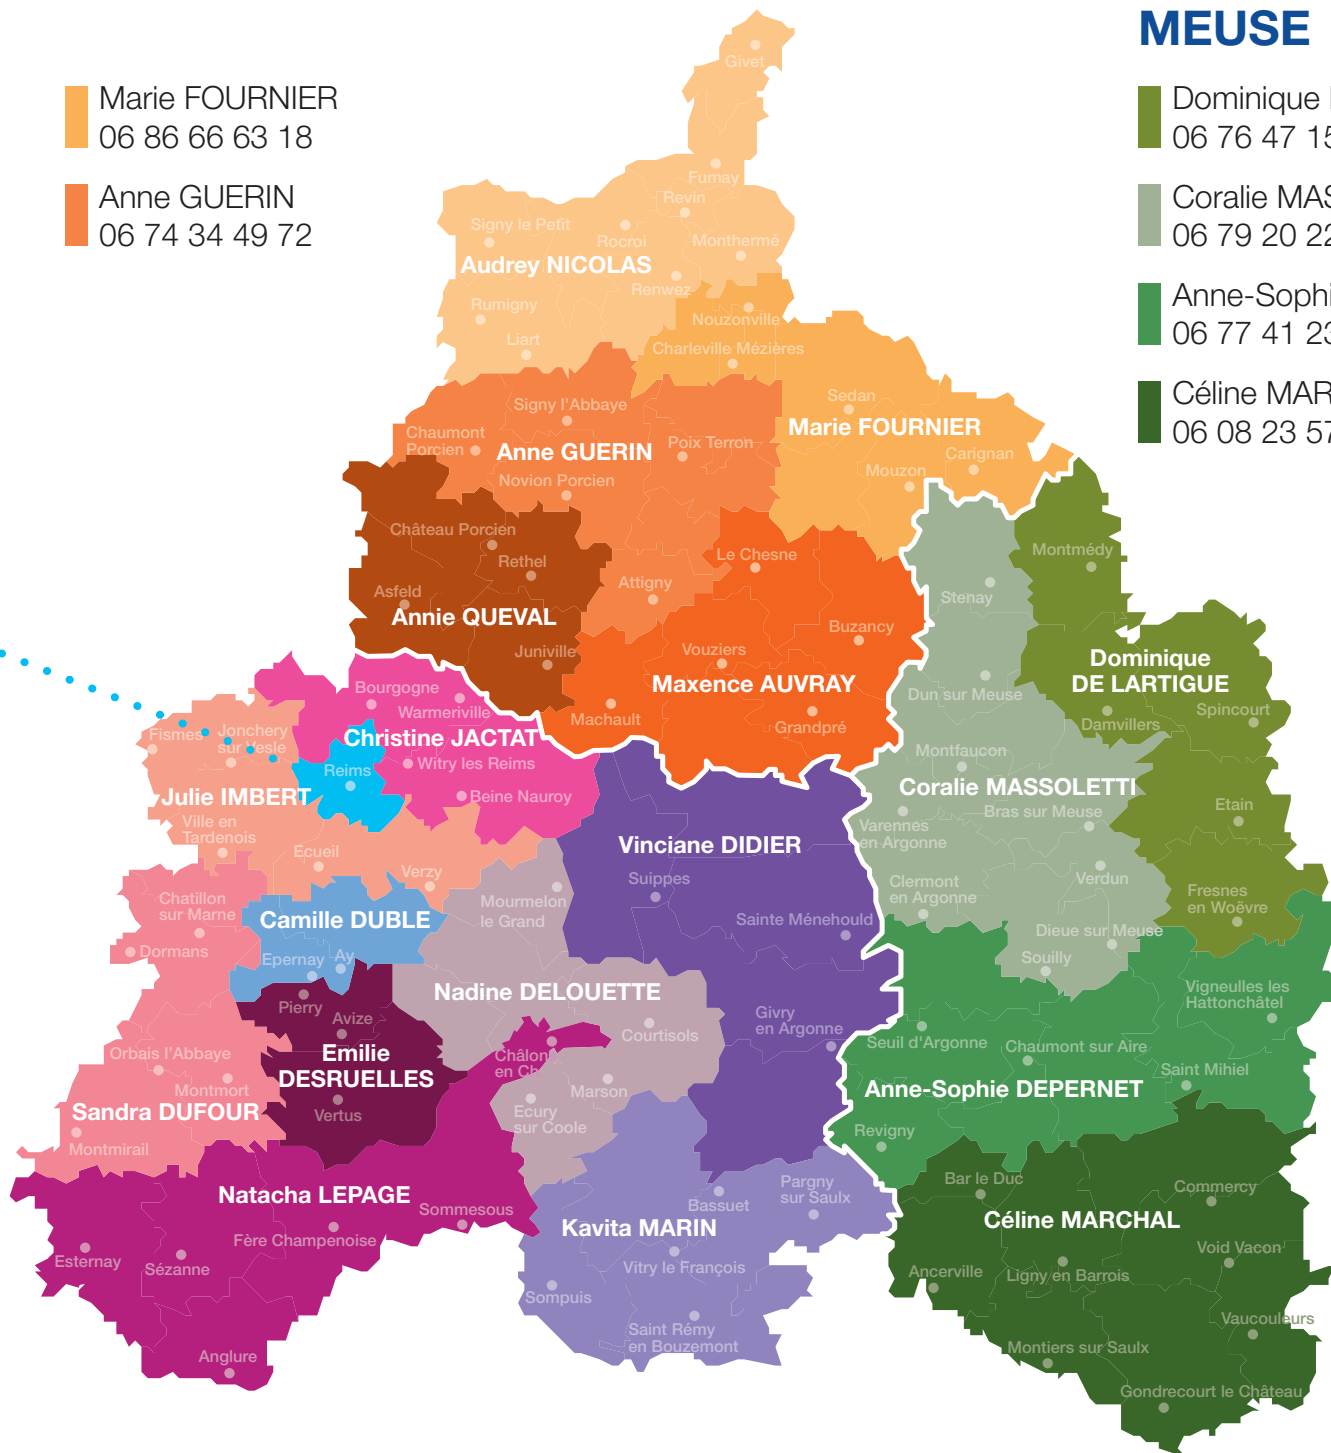 MEUSE
Marie FOURNIER
06 86 66 63 18
Anne GUERIN
06 74 34 49 72
Dominique
06 76 47 15
Coralie MAS
06 79 20 22
Anne-Sophi
06 77 41 23
Céline MAR
06 08 23 57
Givet
Fumay
Revin
Signy le Petit
Rocroi
Monthermé
Audrey NICOLAS
Renwez
Rumigny
Nouzonville
Liart
Charleville Mézières
Signy l'Abbaye
Sedan
Chaumont
Porcien
Anne GUERIN
Poix Terron
Marie FOURNIER
Carignan
Mouzon
Novion Porcien
Château Porcien
Rethel
Le Chesne
Montmédy
Asfeld
Attigny
Stenay
Annie QUEVAL
Buzancy
Juniville
Vouziers
Dominique
DE LARTIGUE
Maxence AUVRAY
Bourgogne
Warmeriville
Dun sur Meuse
Machault
Grandpré
Damvillers
Spincourt
Fismes
Jonchery
sur Vesle
Christine JACTAT
Montfaucon
Reims
Witry les Reims
Coralie MASSOLETTI
Julie IMBERT
Beine Nauroy
Bras sur Meuse
Etain
Ville en
Tardenois
Varennes
en Argonne
Vinciane DIDIER
Ecueil
Verzy
Suippes
Verdun
Chatillon
sur Marne
Mourmelon
le Grand
Clermont
en Argonne
Fresnes
en Woëvre
Camille DUBLE
Sainte Ménehould
Dieue sur Meuse
Dormans
Epernay
Ay
Souilly
Nadine DELOUETTE
Vigneulles les
Hattonchâtel
Pierry
Avize
Courtisols
Givry
en Argonne
Seuil d'Argonne
Chaumont sur Aire
Orbais l'Abbaye
Emilie
DESRUELLES
Châlon
en Ch
Saint Mihiel
Montmort
Marson
Anne-Sophie DEPERNET
Sandra DUFOUR
Vertus
Ecury
sur Coole
Revigny
Montmirail
Bar le Duc
Pargny
sur Saulx
Commercy
Natacha LEPAGE
Sommesous
Bassuet
Kavita MARIN
Céline MARCHAL
Fère Champenoise
Esternay
Sézanne
Vitry le François
Void Vacon
Ancerville
Ligny en Barrois
Sompuis
Vaucouleurs
Saint Rémy
en Bouzemont
Montiers sur Saulx
Anglure
Gondrecourt le Château